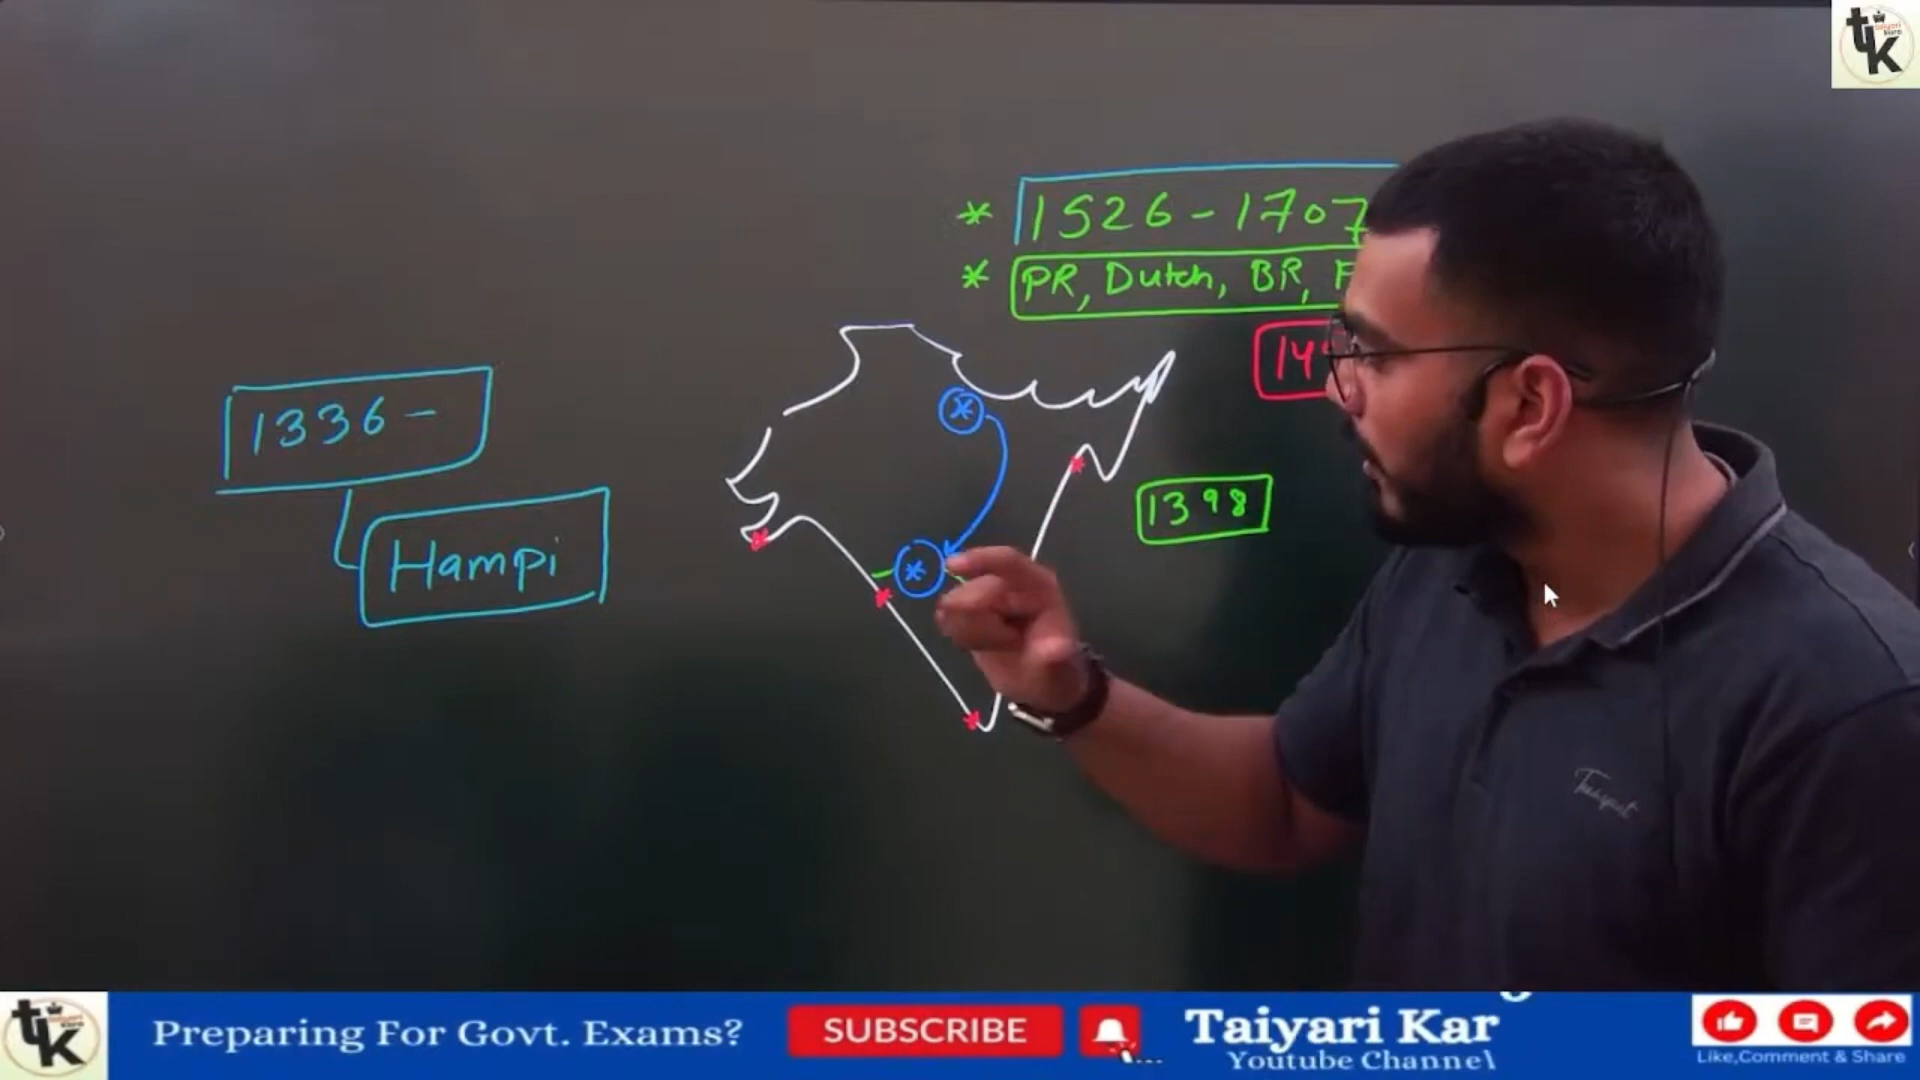 * 1526 - 1707
* PR, Dutch, BR, F
14
1336 -
Hampi
1398
Preparing For Govt. Exams?
SUBSCRIBE
Taiyari Kar
Youtube Channel
Like,Comment & Share